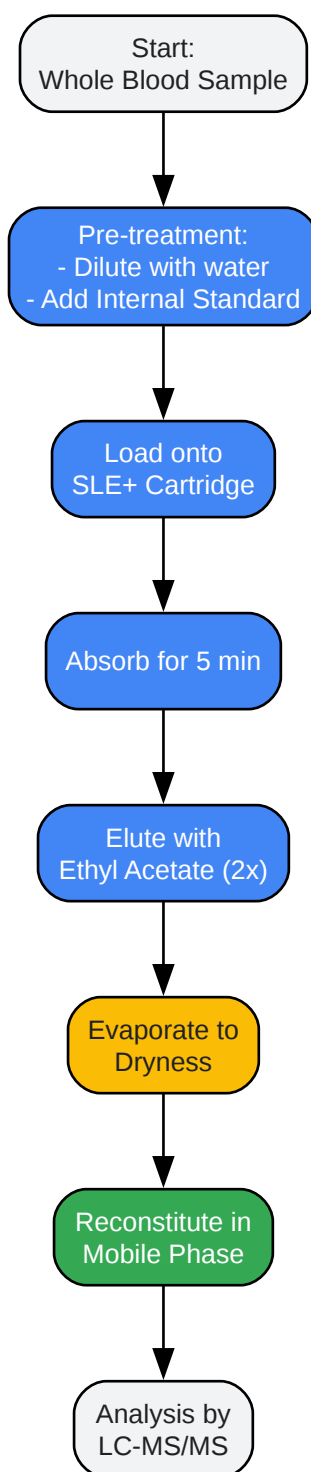 Start:
Whole Blood Sample
Pre-treatment:
- Dilute with water
- Add Internal Standard
Load onto
SLE+ Cartridge
Absorb for 5 min
Elute with
Ethyl Acetate (2x)
Evaporate to
Dryness
Reconstitute in
Mobile Phase
Analysis by
LC-MS/MS